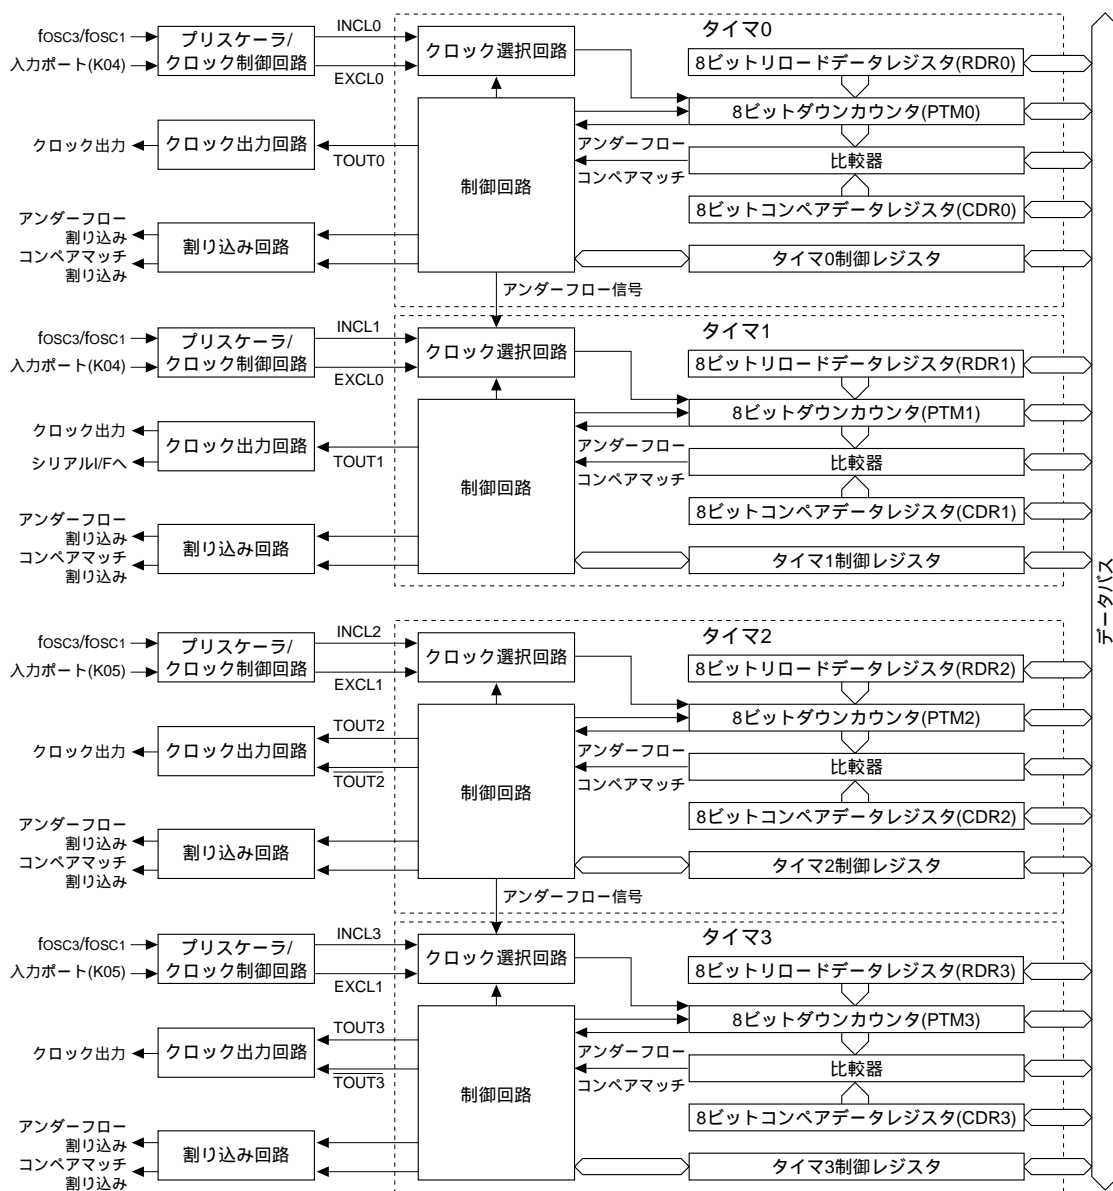 タイマ0
fOSC3/fOSC1
入力ポート(K04)
プリスケーラ/
クロック制御回路
INCL0
EXCL0
クロック選択回路
8ビットリロードデータレジスタ(RDR0)
8ビットダウンカウンタ(PTM0)
クロック出力
クロック出力回路
TOUT0
制御回路
アンダーフロー
コンペアマッチ
比較器
8ビットコンペアデータレジスタ(CDR0)
アンダーフロー
割り込み
コンペアマッチ
割り込み
割り込み回路
タイマ0制御レジスタ
アンダーフロー信号
タイマ1
fOSC3/fOSC1
入力ポート(K04)
プリスケーラ/
クロック制御回路
INCL1
EXCL0
クロック選択回路
8ビットリロードデータレジスタ(RDR1)
8ビットダウンカウンタ(PTM1)
クロック出力
シリアルI/Fへ
クロック出力回路
TOUT1
制御回路
アンダーフロー
コンペアマッチ
比較器
8ビットコンペアデータレジスタ(CDR1)
アンダーフロー
割り込み
コンペアマッチ
割り込み
割り込み回路
タイマ1制御レジスタ
データバス
タイマ2
fOSC3/fOSC1
入力ポート(K05)
プリスケーラ/
クロック制御回路
INCL2
EXCL1
クロック選択回路
8ビットリロードデータレジスタ(RDR2)
8ビットダウンカウンタ(PTM2)
クロック出力
クロック出力回路
TOUT2
TOUT2
制御回路
アンダーフロー
コンペアマッチ
比較器
8ビットコンペアデータレジスタ(CDR2)
アンダーフロー
割り込み
コンペアマッチ
割り込み
割り込み回路
タイマ2制御レジスタ
アンダーフロー信号
タイマ3
fOSC3/fOSC1
入力ポート(K05)
プリスケーラ/
クロック制御回路
INCL3
EXCL1
クロック選択回路
8ビットリロードデータレジスタ(RDR3)
8ビットダウンカウンタ(PTM3)
クロック出力
クロック出力回路
TOUT3
TOUT3
制御回路
アンダーフロー
コンペアマッチ
比較器
8ビットコンペアデータレジスタ(CDR3)
アンダーフロー
割り込み
コンペアマッチ
割り込み
割り込み回路
タイマ3制御レジスタ